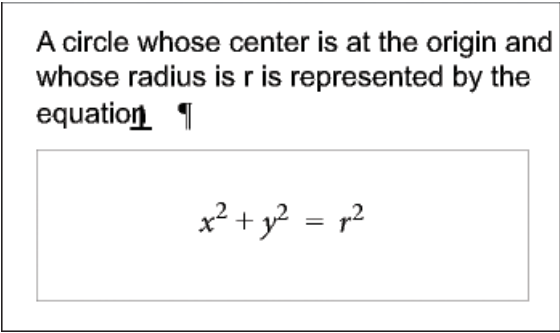 A circle whose center is at the origin and
whose radius is r is represented by the
equation ¶
x² + y² = r²